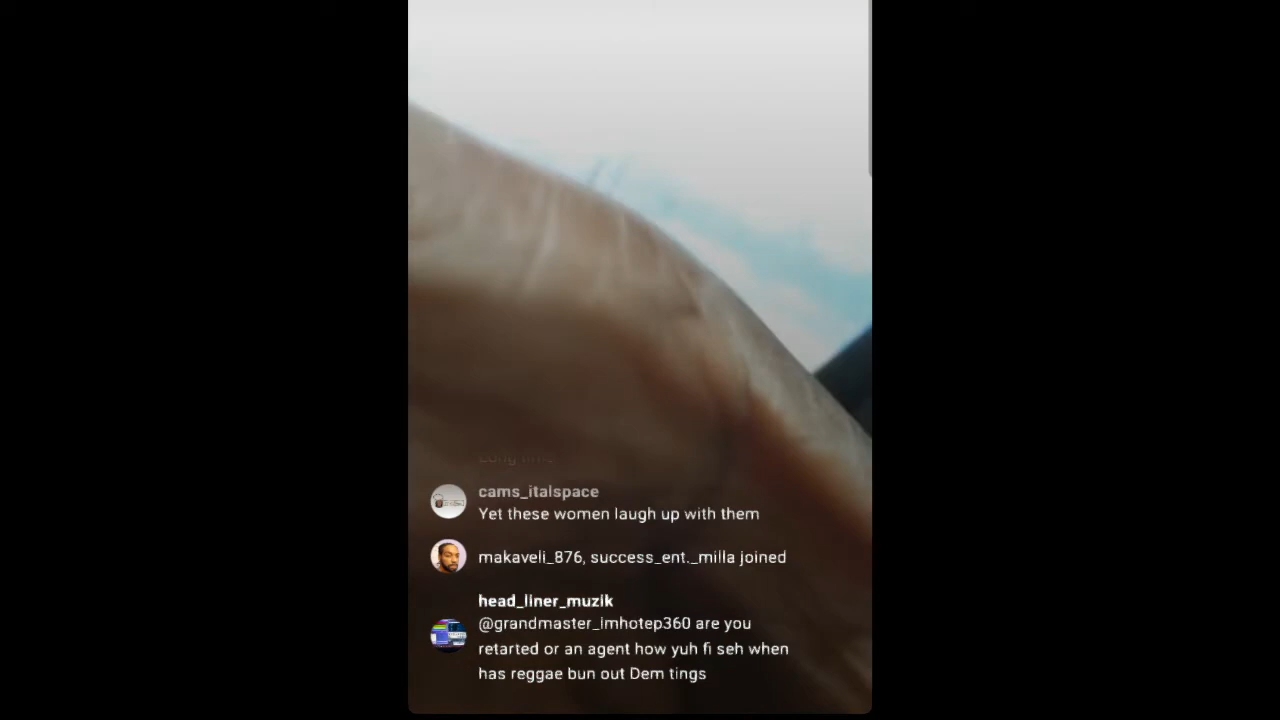 cams_italspace
Yet these women laugh up with them
makaveli_876, success_ent._milla joined
head_liner_muzik
@grandmaster_imhotep360 are you
retarted or an agent how yuh fi seh when
has reggae bun out Dem tings